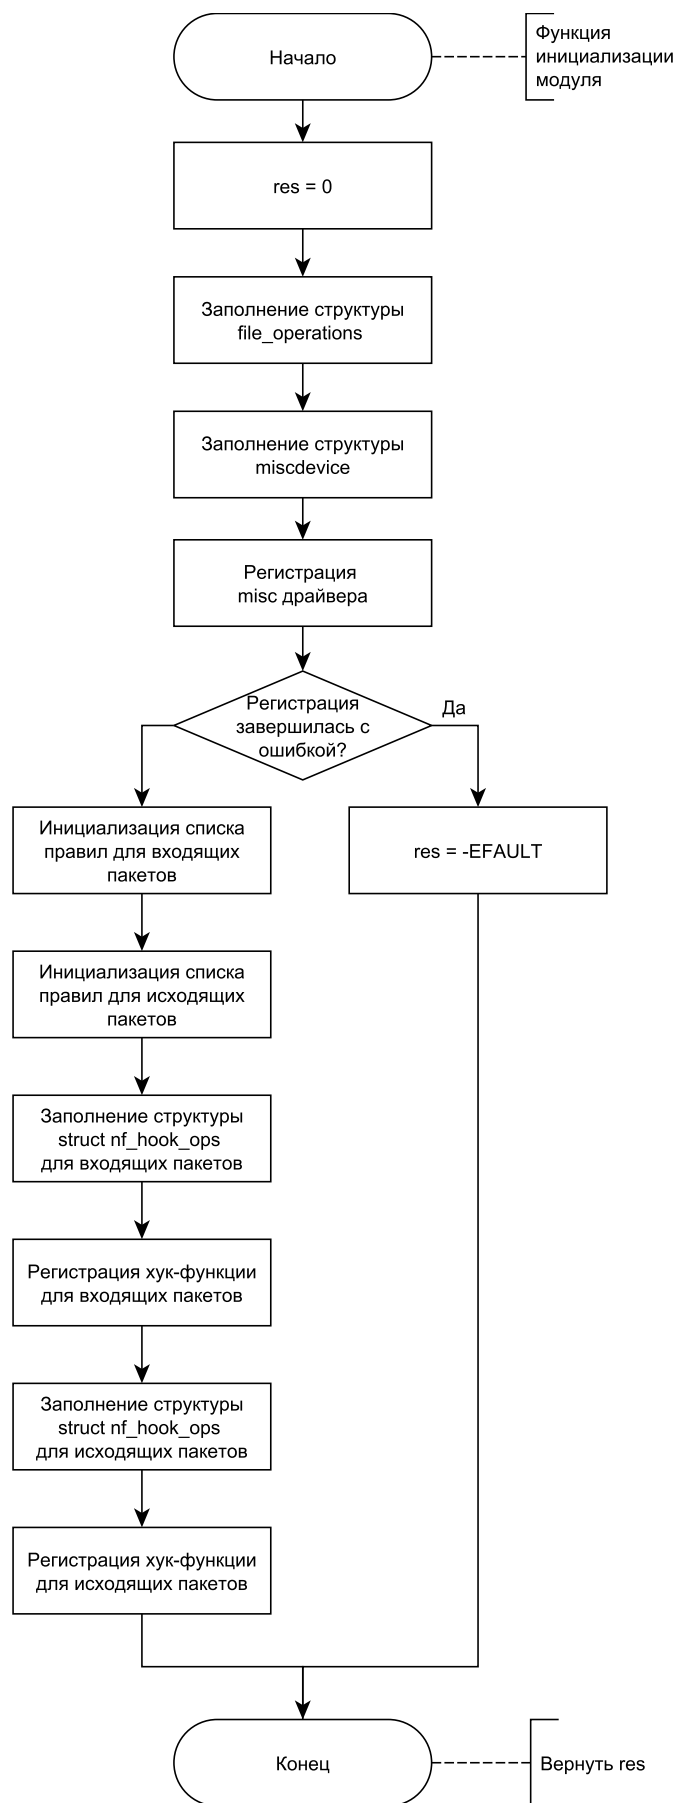 Начало
Функция
инициализации
модуля
res = 0
Заполнение структуры
file_operations
Заполнение структуры
miscdevice
Регистрация
misc драйвера
Регистрация
завершилась с
ошибкой?
Да
Инициализация списка
правил для входящих
пакетов
res = -EFAULT
Инициализация списка
правил для исходящих
пакетов
Заполнение структуры
struct nf_hook_ops
для входящих пакетов
Регистрация хук-функции
для входящих пакетов
Заполнение структуры
struct nf_hook_ops
для исходящих пакетов
Регистрация хук-функции
для исходящих пакетов
Конец
Вернуть res